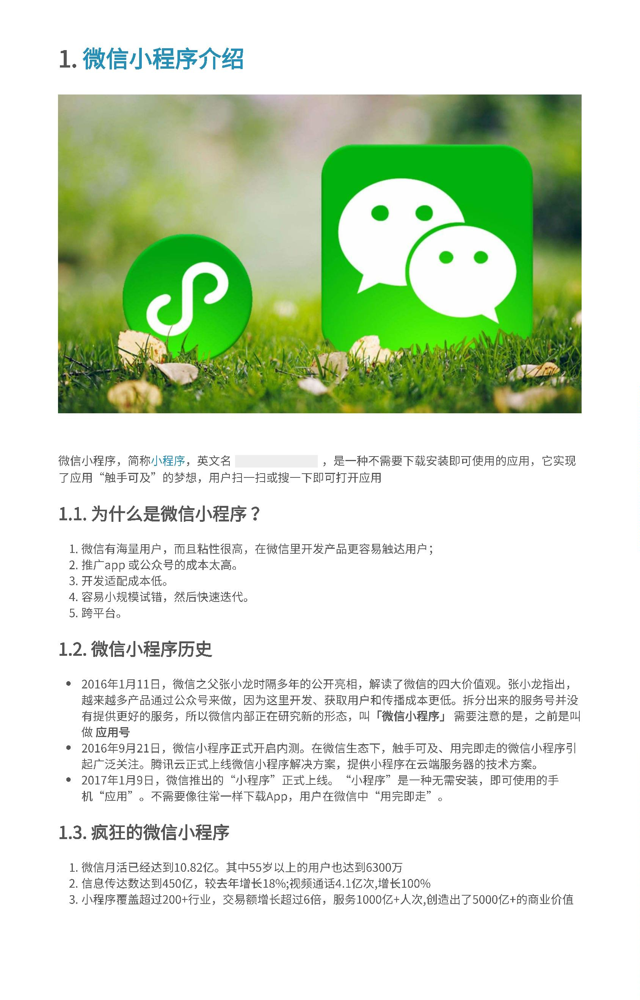 1. 微信小程序介绍
微信小程序，简称小程序，英文名 ，是一种不需要下载安装即可使用的应用，它实现
了应用“触手可及”的梦想，用户扫一扫或搜一下即可打开应用
1.1. 为什么是微信小程序？
1. 微信有海量用户，而且粘性很高，在微信里开发产品更容易触达用户；
2. 推广app 或公众号的成本太高。
3. 开发适配成本低。
4. 容易小规模试错，然后快速迭代。
5. 跨平台。
1.2. 微信小程序历史
• 2016年1月11日，微信之父张小龙时隔多年的公开亮相，解读了微信的四大价值观。张小龙指出，
越来越多产品通过公众号来做，因为这里开发、获取用户和传播成本更低。拆分出来的服务号并没
有提供更好的服务，所以微信内部正在研究新的形态，叫「微信小程序」 需要注意的是，之前是叫
做 应用号
• 2016年9月21日，微信小程序正式开启内测。在微信生态下，触手可及、用完即走的微信小程序引
起广泛关注。腾讯云正式上线微信小程序解决方案，提供小程序在云端服务器的技术方案。
• 2017年1月9日，微信推出的“小程序”正式上线。“小程序”是一种无需安装，即可使用的手
机“应用”。不需要像往常一样下载App，用户在微信中“用完即走”。
1.3. 疯狂的微信小程序
1. 微信月活已经达到10.82亿。其中55岁以上的用户也达到6300万
2. 信息传达数达到450亿，较去年增长18%;视频通话4.1亿次,增长100%
3. 小程序覆盖超过200+行业，交易额增长超过6倍，服务1000亿+人次,创造出了5000亿+的商业价值